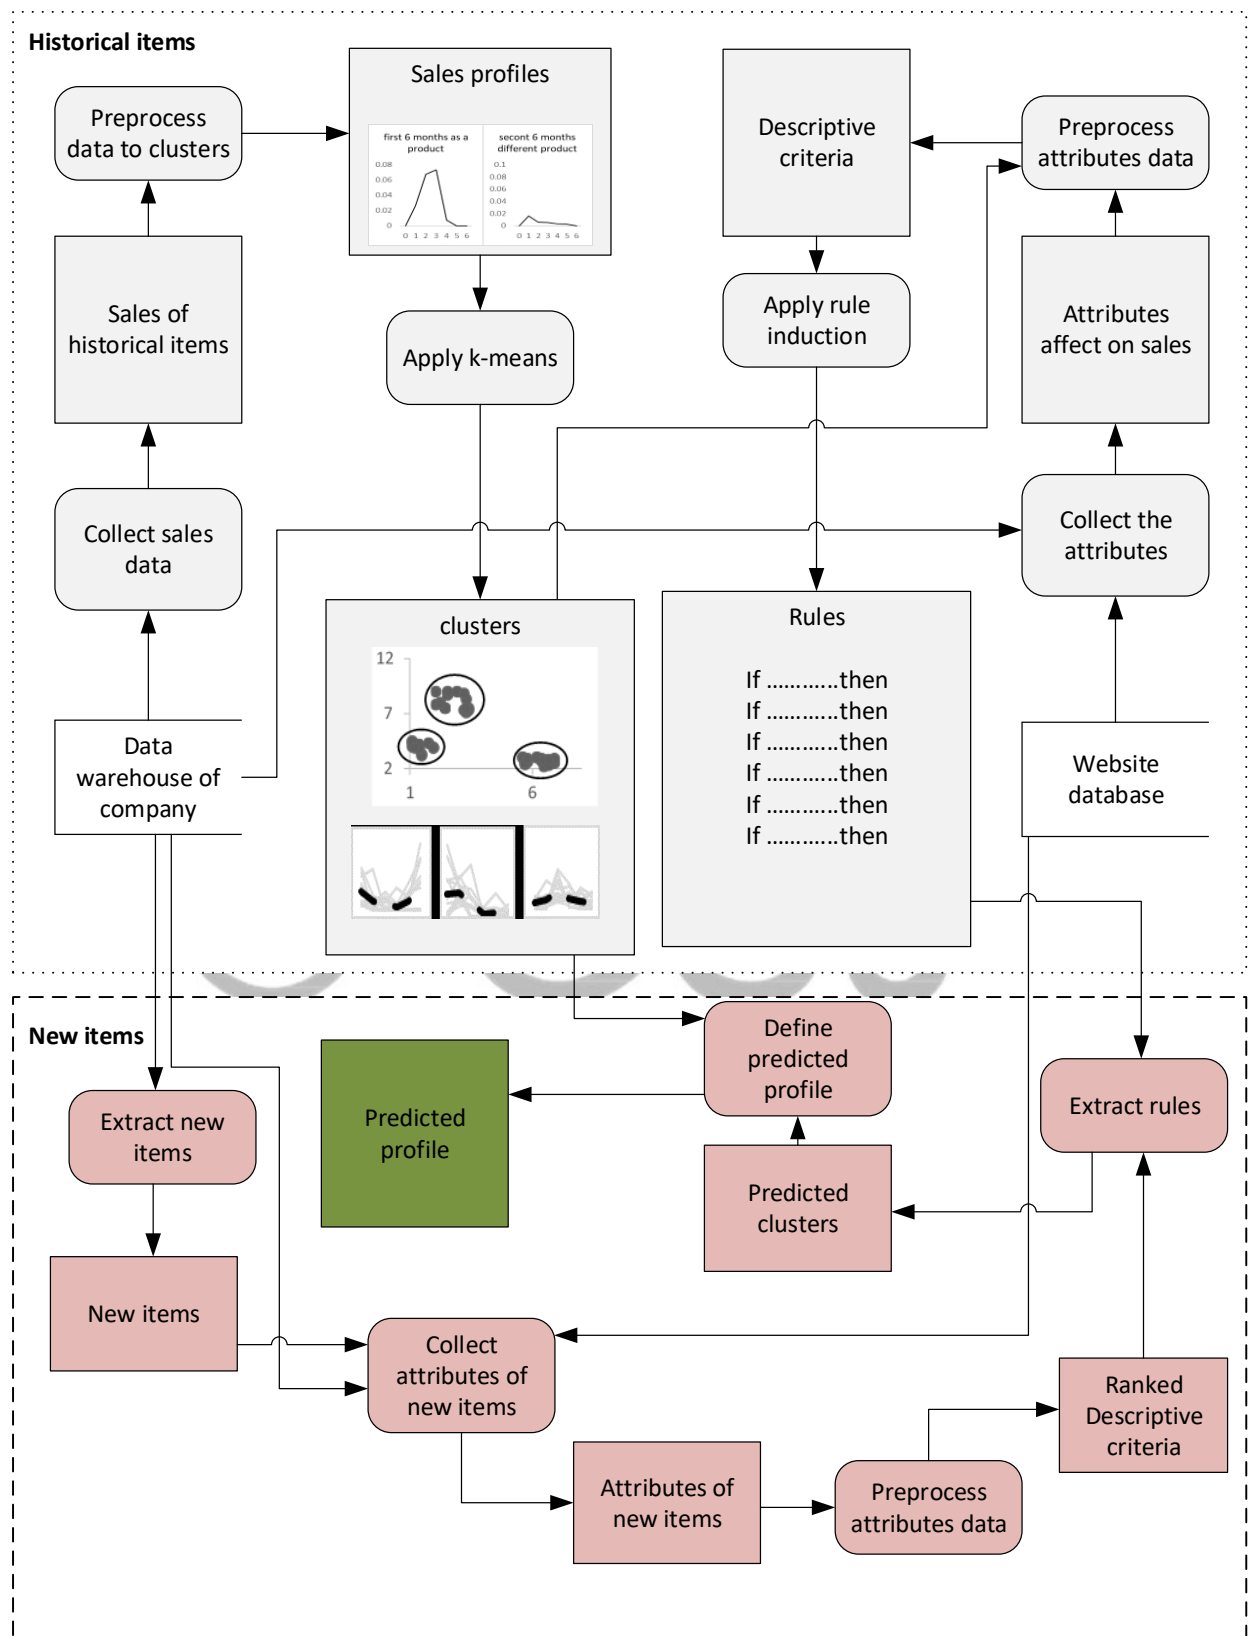 Historical items
Preprocess
data to clusters
Sales profiles
first 6 months as a
product
0.08
0.06
0.04
0.02
0
0 1 2 3 4 5 6
secont 6 months
different product
0.1
0.08
0.06
0.04
0.02
0
0 1 2 3 4 5 6
Descriptive
criteria
Preprocess
attributes data
Sales of
historical items
Apply k-means
Apply rule
induction
Attributes
affect on sales
Collect sales
data
Collect the
attributes
clusters
12
7
2
1
6
Rules
If ............then
If ............then
If ............then
If ............then
If ............then
If ............then
Data
warehouse of
company
Website
database
New items
Define
predicted
profile
Predicted
profile
Extract new
items
Extract rules
Predicted
clusters
New items
Collect
attributes of
new items
Ranked
Descriptive
criteria
Attributes of
new items
Preprocess
attributes data